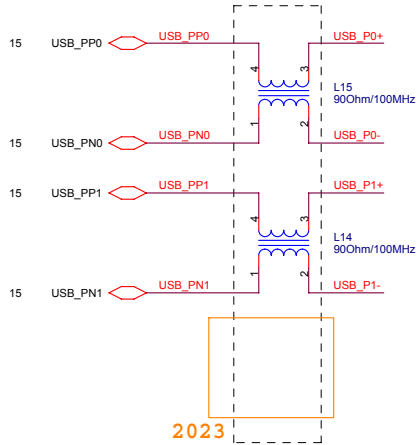 15 USB_PP0 USB_PP0 USB_P0+
4 3
L15
90Ohm/100MHz
1 2
15 USB_PN0 USB_PN0 USB_P0-
15 USB_PP1 USB_PP1 USB_P1+
4 3
L14
90Ohm/100MHz
1 2
15 USB_PN1 USB_PN1 USB_P1-
2023